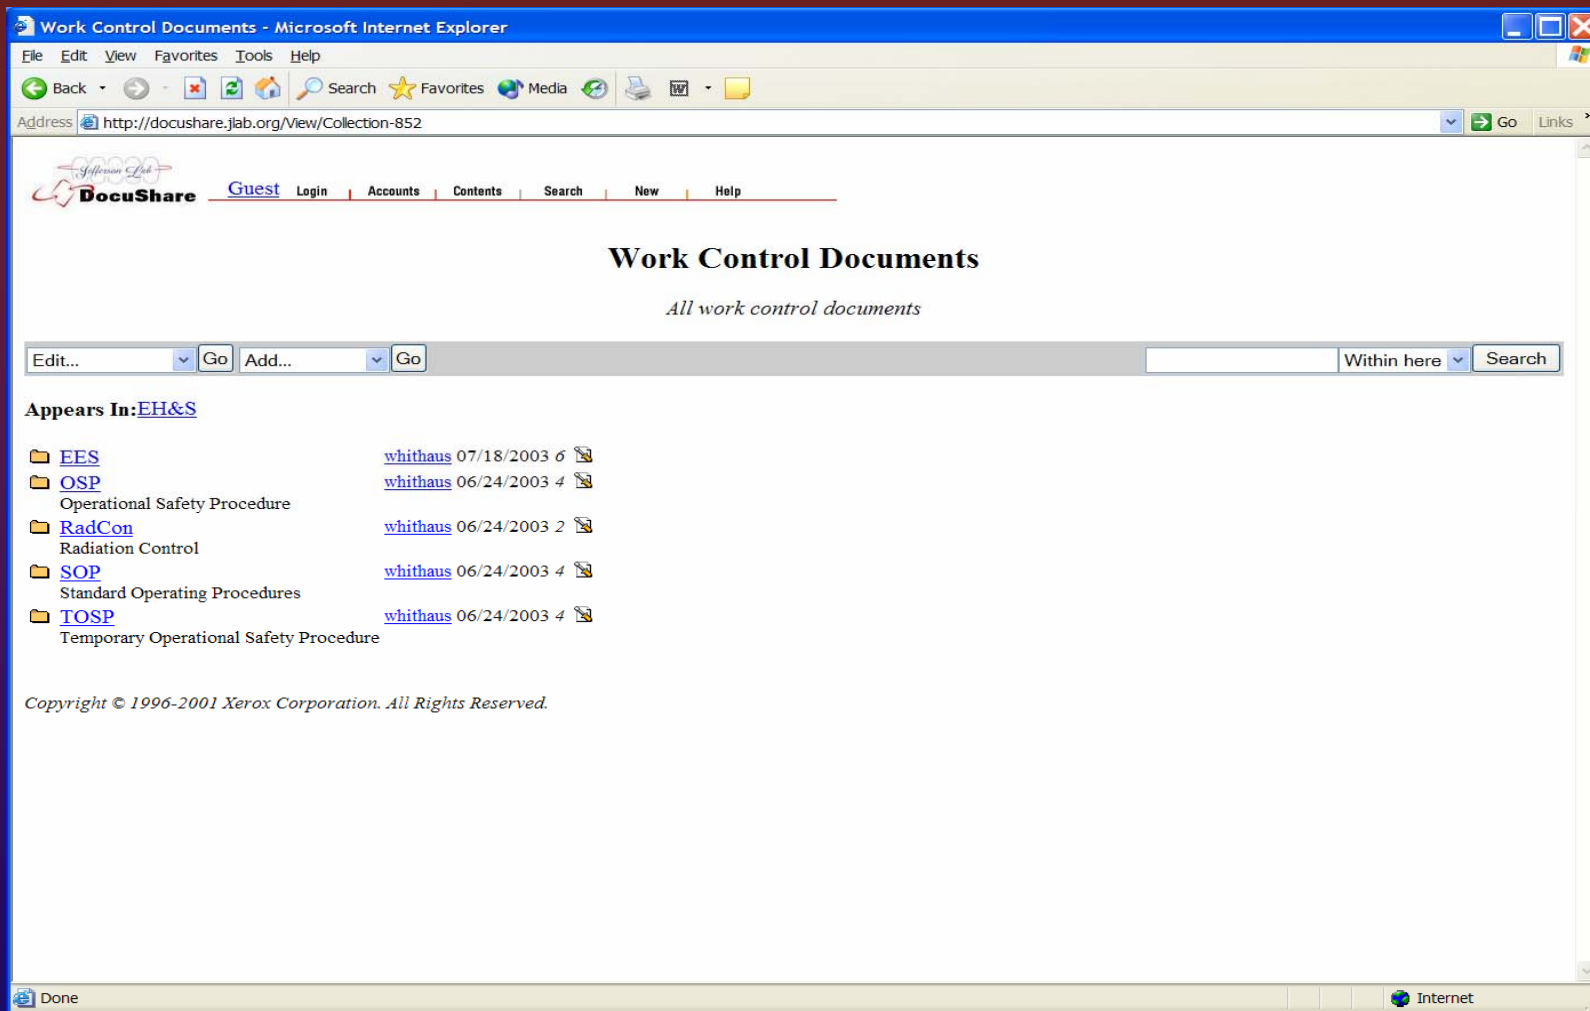 Work Control Documents - Microsoft Internet Explorer
File Edit View Favorites Tools Help
Back Search Favorites Media
Address http://docushare.jlab.org/View/Collection-852 Go Links »
Jefferson Lab
DocuShare Guest Login Accounts Contents Search New Help
Work Control Documents
All work control documents
Edit... Go Add... Go Within here Search
Appears In:EH&S
EES whithaus 07/18/2003 6
OSP whithaus 06/24/2003 4
Operational Safety Procedure
RadCon whithaus 06/24/2003 2
Radiation Control
SOP whithaus 06/24/2003 4
Standard Operating Procedures
TOSP whithaus 06/24/2003 4
Temporary Operational Safety Procedure
Copyright © 1996-2001 Xerox Corporation. All Rights Reserved.
Done Internet